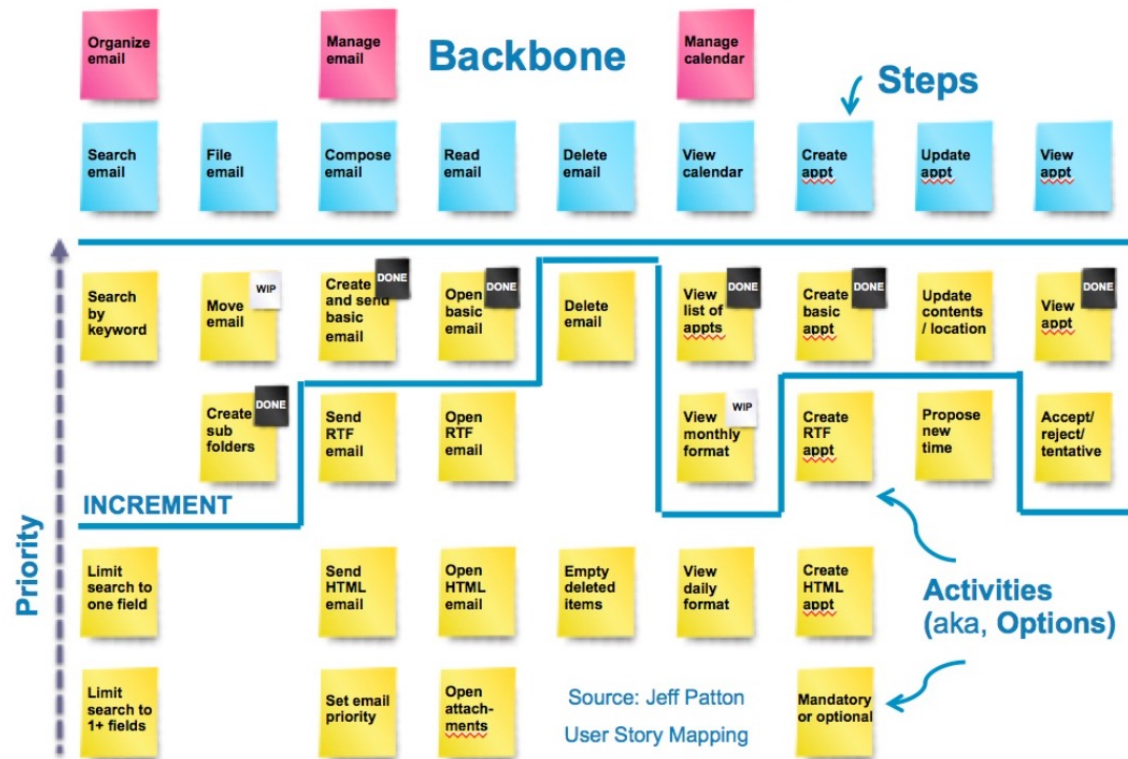 Organize
email
Manage
email
Backbone
Manage
calendar
Steps
Search
email
File
email
Compose
email
Read
email
Delete
email
View
calendar
Create
appt
Update
appt
View
appt
Search
by
keyword
Move
email
WIP
Create
and send
basic
email
DONE
Open
basic
email
DONE
Delete
email
View
list of
appts
DONE
Create
basic
appt
DONE
Update
contents
/ location
View
appt
DONE
Create
sub
folders
DONE
Send
RTF
email
Open
RTF
email
View
monthly
format
WIP
Create
RTF
appt
Propose
new
time
Accept/
reject/
tentative
INCREMENT
Priority
Limit
search to
one field
Send
HTML
email
Open
HTML
email
Empty
deleted
items
View
daily
format
Create
HTML
appt
Activities
(aka, Options)
Limit
search to
1+ fields
Set email
priority
Open
attach-
ments
Source: Jeff Patton
User Story Mapping
Mandatory
or optional